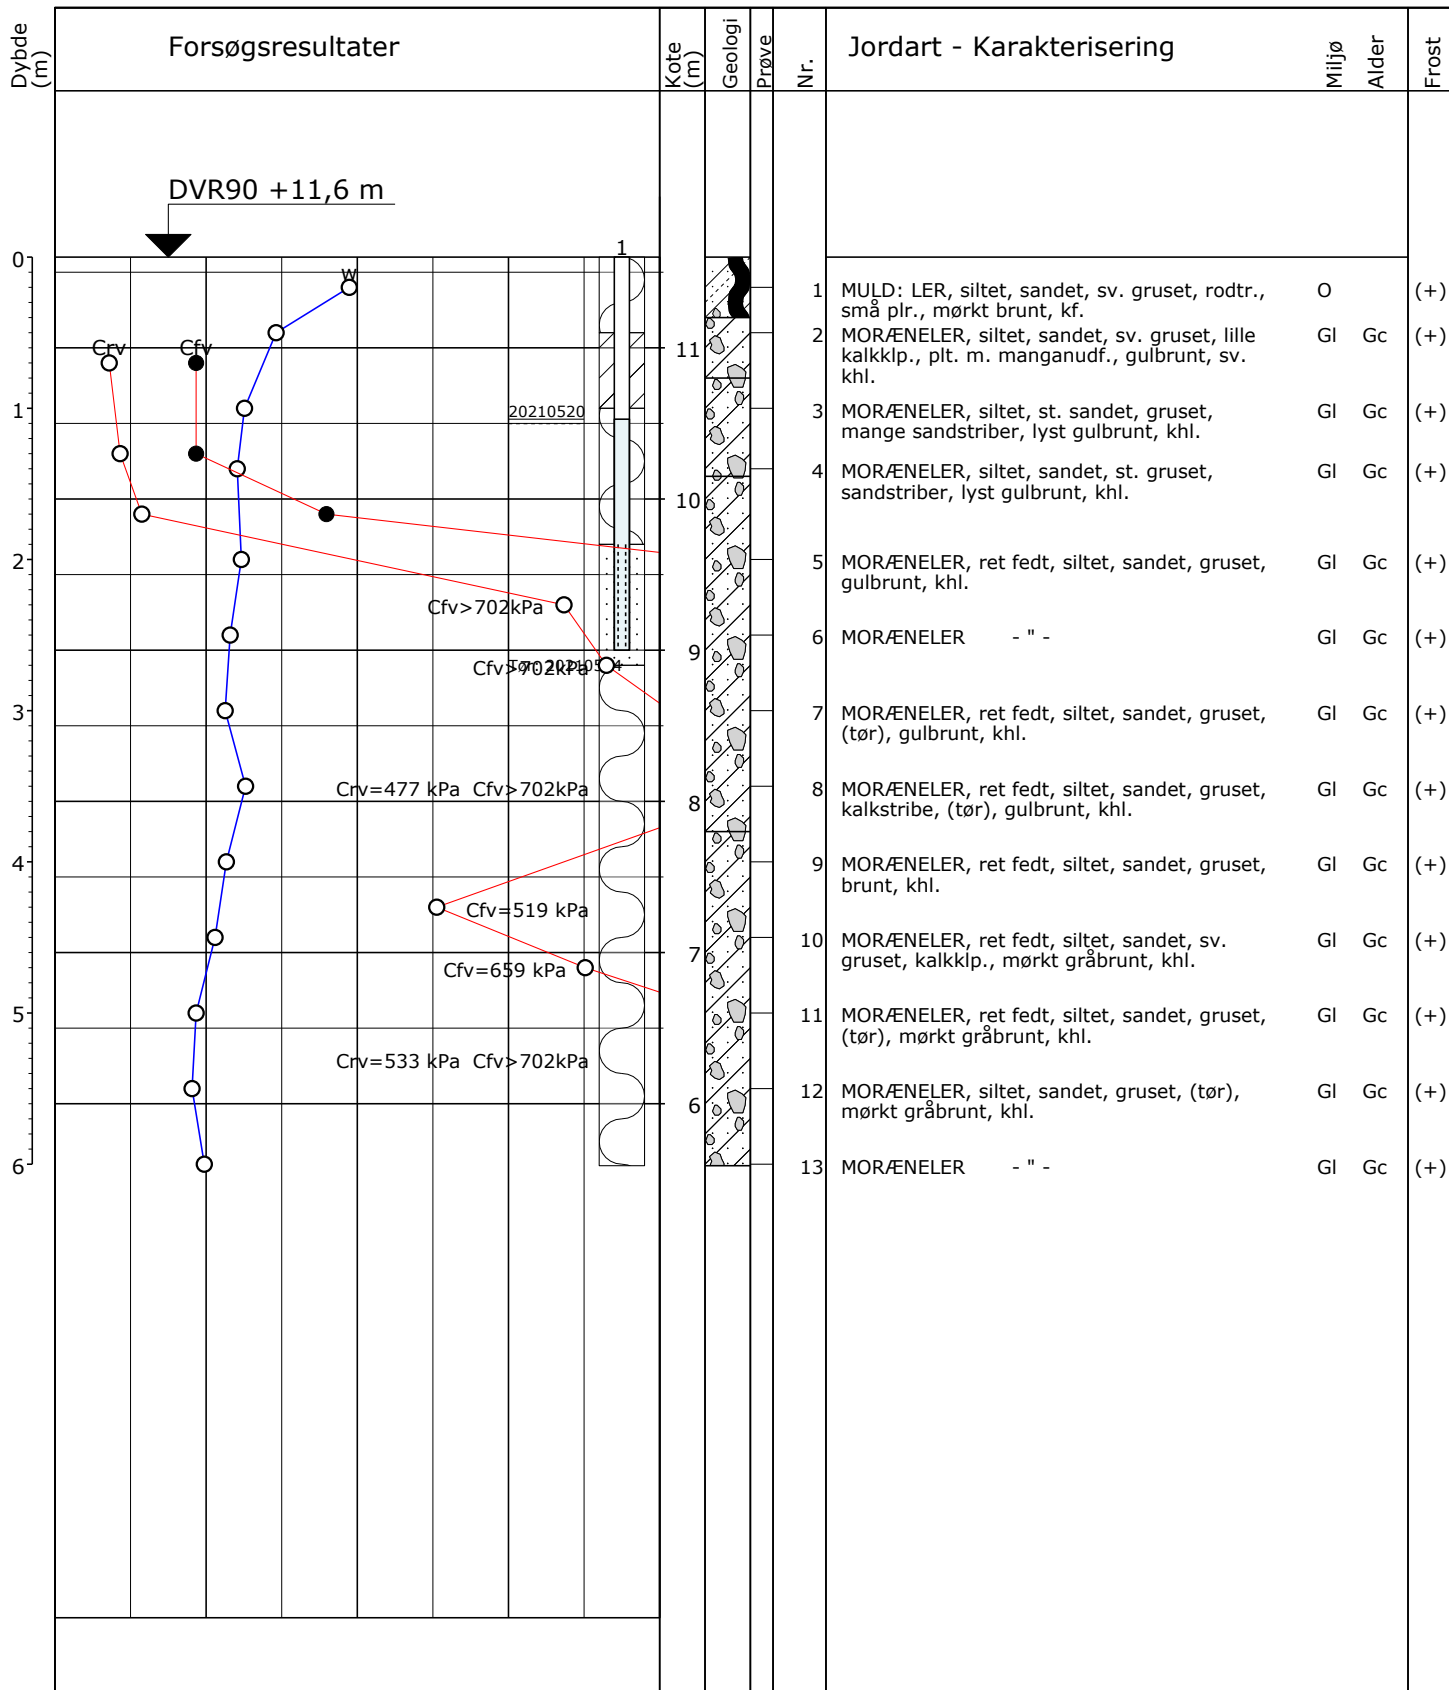 Dybde (m)
Forsøgsresultater
Kote (m)
Geologi
Prøve
Nr.
Jordart - Karakterisering
Miljø
Alder
Frost
DVR90 +11,6 m
1
0
W
1 MULD: LER, siltet, sandet, sv. gruset, rodtr., O (+)
små plr., mørkt brunt, kf.
2 MORÆNELER, siltet, sandet, sv. gruset, lille Gl Gc (+)
Crv Cfv 11 kalkklp., plt. m. manganudf., gulbrunt, sv.
khl.
1 20210520 3 MORÆNELER, siltet, st. sandet, gruset, Gl Gc (+)
mange sandstriber, lyst gulbrunt, khl.
4 MORÆNELER, siltet, sandet, st. gruset, Gl Gc (+)
10 sandstriber, lyst gulbrunt, khl.
2 5 MORÆNELER, ret fedt, siltet, sandet, gruset, Gl Gc (+)
gulbrunt, khl.
Cfv>702kPa
6 MORÆNELER - " - Gl Gc (+)
9
Cfv>702kPa
3 7 MORÆNELER, ret fedt, siltet, sandet, gruset, Gl Gc (+)
(tør), gulbrunt, khl.
Crv=477 kPa Cfv>702kPa 8 MORÆNELER, ret fedt, siltet, sandet, gruset, Gl Gc (+)
8 kalkstribe, (tør), gulbrunt, khl.
4 9 MORÆNELER, ret fedt, siltet, sandet, gruset, Gl Gc (+)
brunt, khl.
Cfv=519 kPa
10 MORÆNELER, ret fedt, siltet, sandet, sv. Gl Gc (+)
7 gruset, kalkklp., mørkt gråbrunt, khl.
Cfv=659 kPa
5 11 MORÆNELER, ret fedt, siltet, sandet, gruset, Gl Gc (+)
(tør), mørkt gråbrunt, khl.
Crv=533 kPa Cfv>702kPa
12 MORÆNELER, siltet, sandet, gruset, (tør), Gl Gc (+)
6 mørkt gråbrunt, khl.
6 13 MORÆNELER - " - Gl Gc (+)